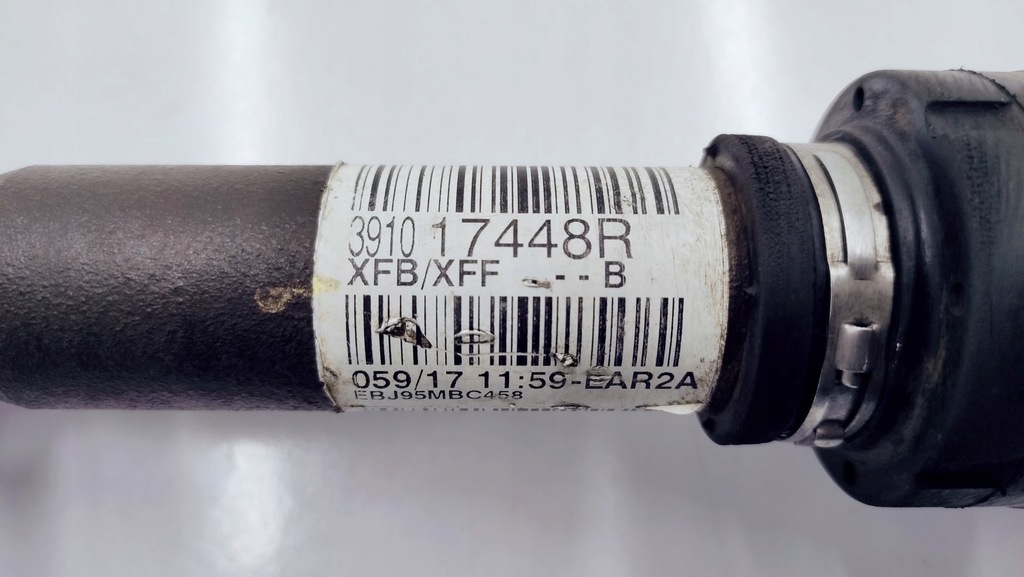 3910 17448R
XFB/XFF - - B
059/17 11:59-EAR2A
EBJ95MBC458